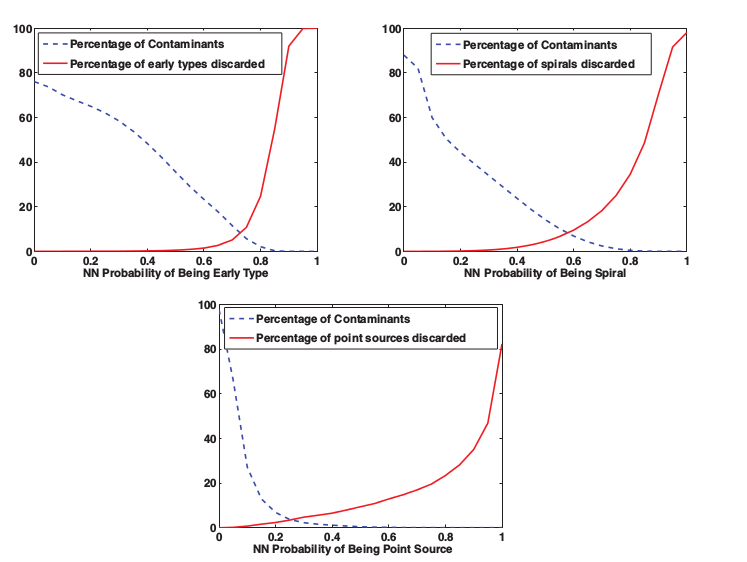 100
80
60
40
20
0
Percentage of Contaminants
Percentage of early types discarded
0 0.2 0.4 0.6 0.8 1
NN Probability of Being Early Type
100
80
60
40
20
0
Percentage of Contaminants
Percentage of spirals discarded
0 0.2 0.4 0.6 0.8 1
NN Probability of Being Spiral
100
80
60
40
20
0
Percentage of Contaminants
Percentage of point sources discarded
0 0.2 0.4 0.6 0.8 1
NN Probability of Being Point Source